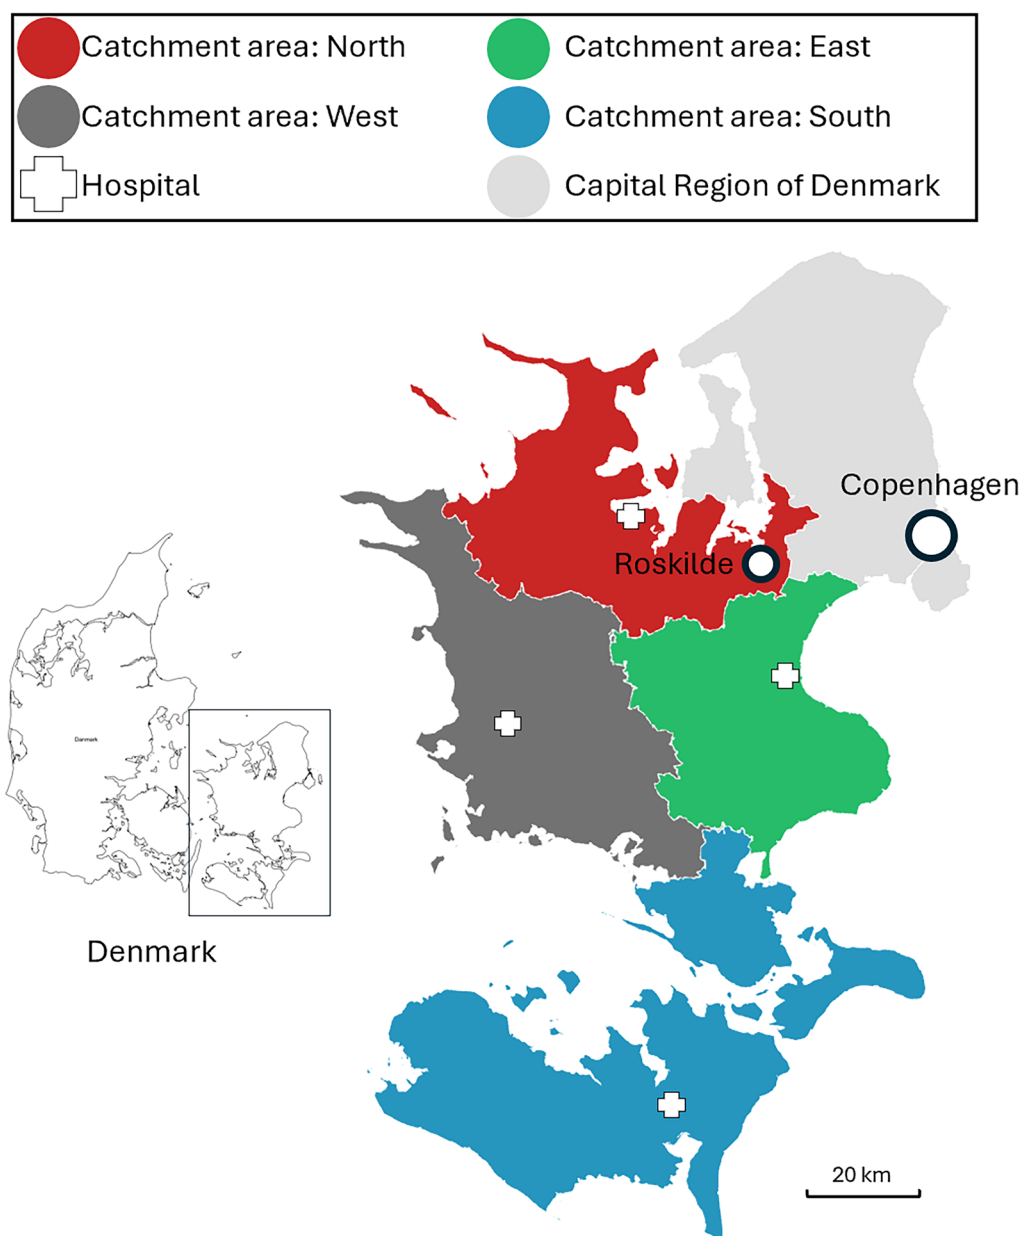 Catchment area: North
Catchment area: East
Catchment area: West
Catchment area: South
Hospital
Capital Region of Denmark
Copenhagen
Roskilde
Danmark
Denmark
20 km